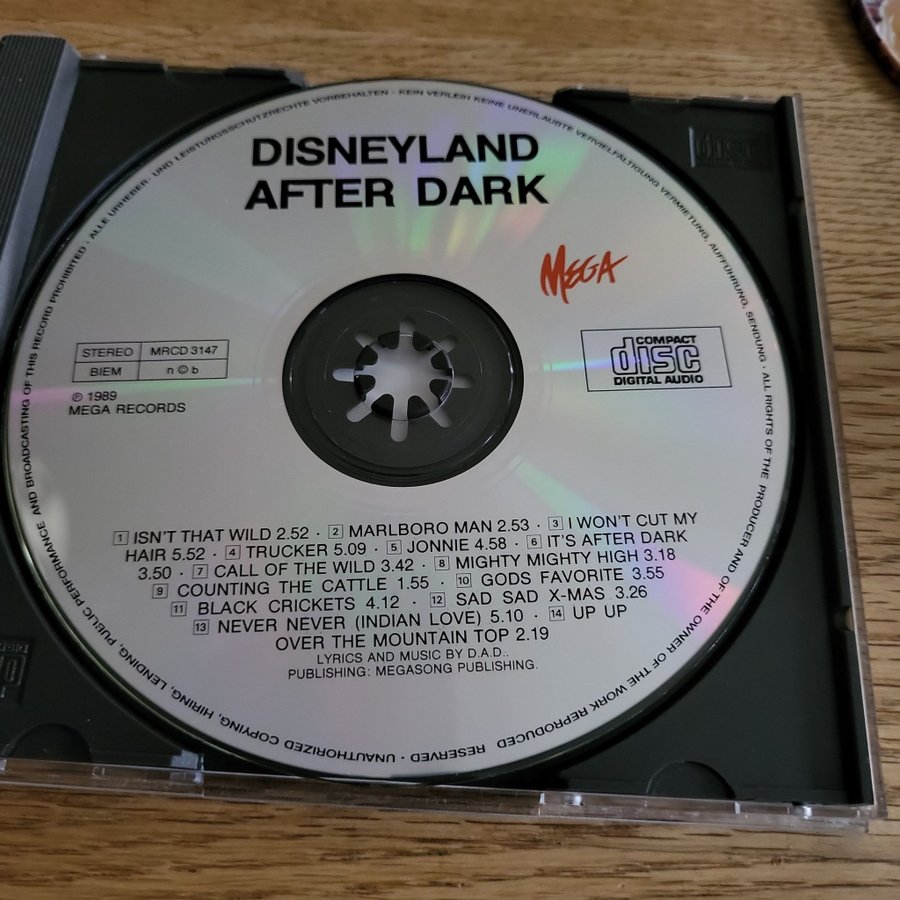 DISNEYLAND
AFTER DARK
MEGA
STEREO MRCD 3147
BIEM n ©b
COMPACT
disc
DIGITAL AUDIO
℗ 1989
MEGA RECORDS
1 ISN'T THAT WILD 2.52 · 2 MARLBORO MAN 2.53 · 3 I WON'T CUT MY
HAIR 5.52 · 4 TRUCKER 5.09 · 5 JONNIE 4.58 · 6 IT'S AFTER DARK
3.50 · 7 CALL OF THE WILD 3.42 · 8 MIGHTY MIGHTY HIGH 3.18
9 COUNTING THE CATTLE 1.55 · 10 GODS FAVORITE 3.55
11 BLACK CRICKETS 4.12 · 12 SAD SAD X-MAS 3.26
13 NEVER NEVER (INDIAN LOVE) 5.10 · 14 UP UP
OVER THE MOUNTAIN TOP 2.19
LYRICS AND MUSIC BY D.A.D..
PUBLISHING: MEGASONG PUBLISHING.
ALLE URHEBER- UND LEISTUNGSSCHUTZRECHTE VORBEHALTEN · KEIN VERLEIH KEINE UNERLAUBTE VERVIELFÄLTIGUNG VERMIETUNG, AUFFÜHRUNG, SENDUNG · ALL RIGHTS OF THE PRODUCER AND OF THE OWNER OF THE WORK REPRODUCED RESERVED · UNAUTHORIZED COPYING, HIRING, LENDING, PUBLIC PERFORMANCE AND BROADCASTING OF THIS RECORD PROHIBITED ·
disc